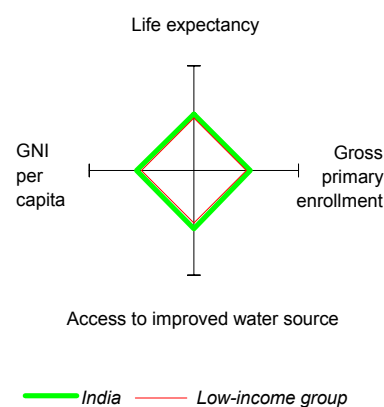 Life expectancy
GNI
per
capita
Gross
primary
enrollment
Access to improved water source
India
Low-income group